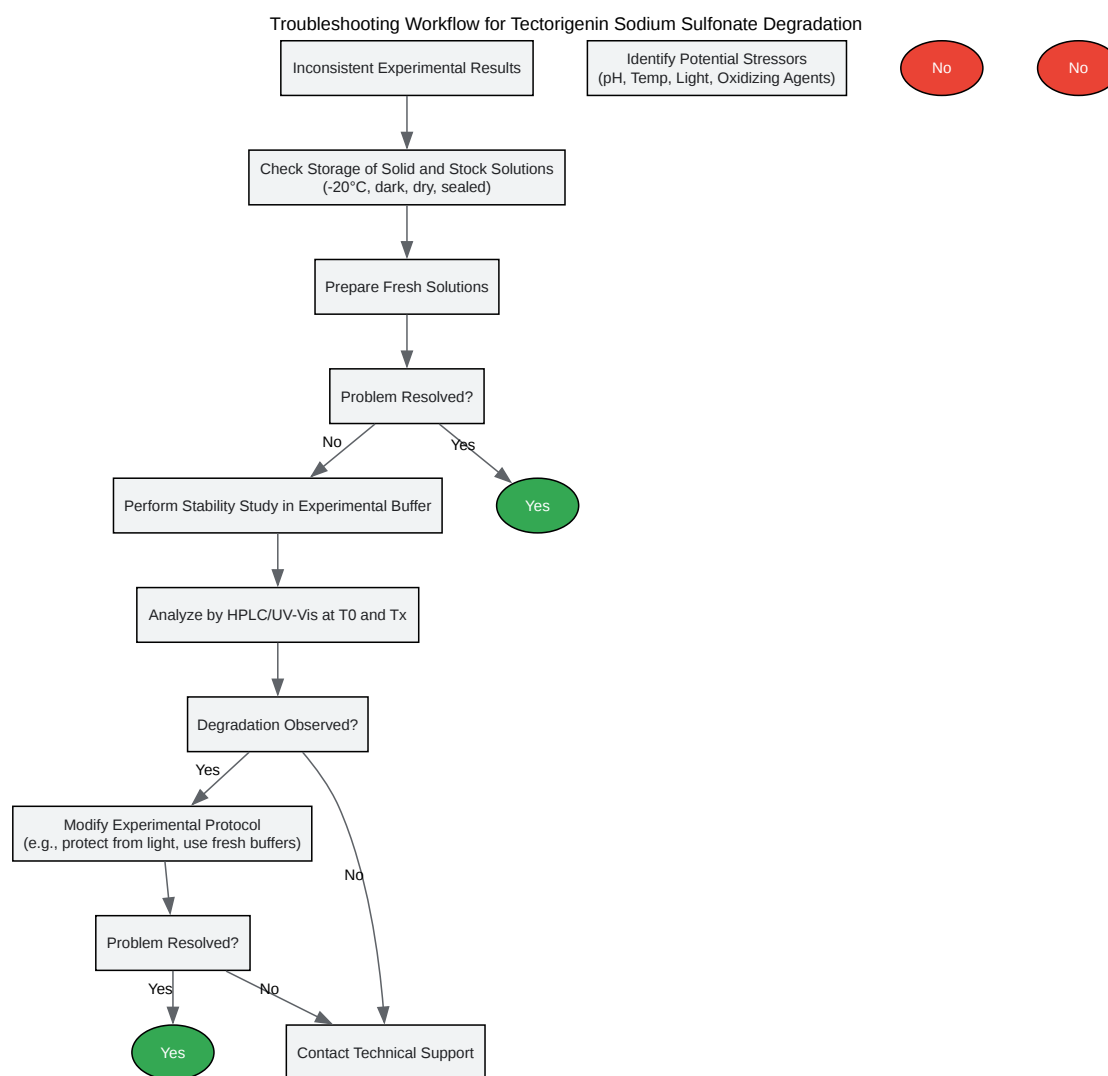 Troubleshooting Workflow for Tectorigenin Sodium Sulfonate Degradation
Inconsistent Experimental Results
Identify Potential Stressors
(pH, Temp, Light, Oxidizing Agents)
No
No
Check Storage of Solid and Stock Solutions
(-20°C, dark, dry, sealed)
Prepare Fresh Solutions
Problem Resolved?
No
Yes
Perform Stability Study in Experimental Buffer
Yes
Analyze by HPLC/UV-Vis at T0 and Tx
Degradation Observed?
Yes
Modify Experimental Protocol
(e.g., protect from light, use fresh buffers)
No
Problem Resolved?
Yes
No
Yes
Contact Technical Support